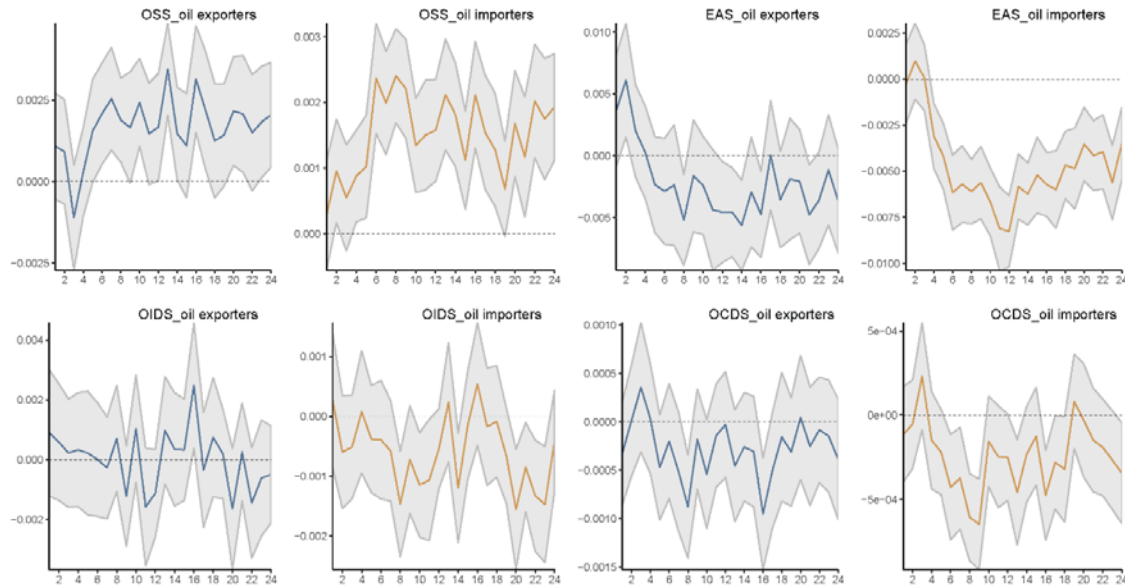 OSS_oil exporters
0.0025
0.0000
−0.0025
2 4 6 8 10 12 14 16 18 20 22 24
OSS_oil importers
0.003
0.002
0.001
0.000
2 4 6 8 10 12 14 16 18 20 22 24
EAS_oil exporters
0.010
0.005
0.000
−0.005
2 4 6 8 10 12 14 16 18 20 22 24
EAS_oil importers
0.0025
0.0000
−0.0025
−0.0050
−0.0075
−0.0100
2 4 6 8 10 12 14 16 18 20 22 24
OIDS_oil exporters
0.004
0.002
0.000
−0.002
2 4 6 8 10 12 14 16 18 20 22 24
OIDS_oil importers
0.001
0.000
−0.001
−0.002
2 4 6 8 10 12 14 16 18 20 22 24
OCDS_oil exporters
0.0010
0.0005
0.0000
−0.0005
−0.0010
−0.0015
2 4 6 8 10 12 14 16 18 20 22 24
OCDS_oil importers
5e−04
0e+00
−5e−04
2 4 6 8 10 12 14 16 18 20 22 24